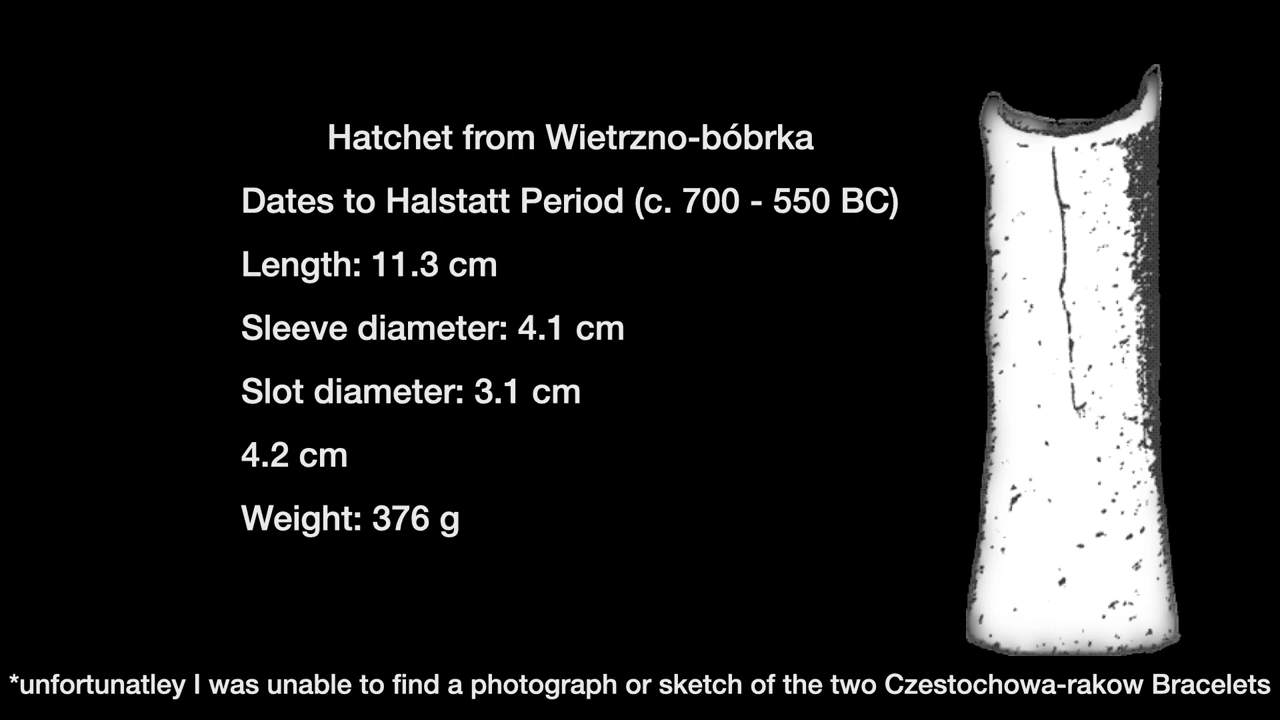 Hatchet from Wietrzno-bóbrka
Dates to Halstatt Period (c. 700 - 550 BC)
Length: 11.3 cm
Sleeve diameter: 4.1 cm
Slot diameter: 3.1 cm
4.2 cm
Weight: 376 g
*unfortunatley I was unable to find a photograph or sketch of the two Czestochowa-rakow Bracelets